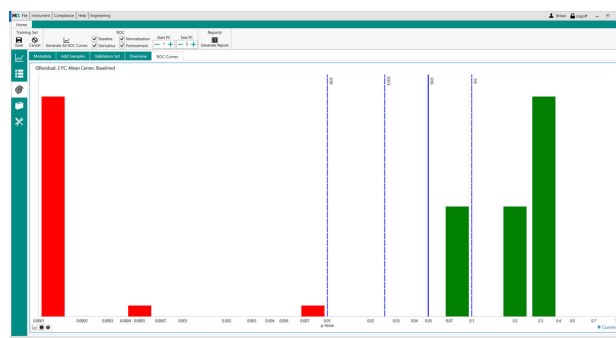 File Instrument Compliance Help Engineering
Logoff
Home
Training Set
ROC
Reports
Save Cancel Generate All ROC Curves
Baseline Normalization
Derivative Pretreatment
Start PC End PC
1 5
Generate Report
Metadata Add Samples Validation Set Overview ROC Curves
QResidual, 2 PC, Mean Center, Baselined
0.0001 0.0002 0.0003 0.0004 0.0005 0.0007 0.001 0.002 0.003 0.004 0.005 0.007 0.01 0.02 0.03 0.04 0.05 0.07 0.1 0.2 0.3 0.4 0.5 0.7
p-Value
Curves